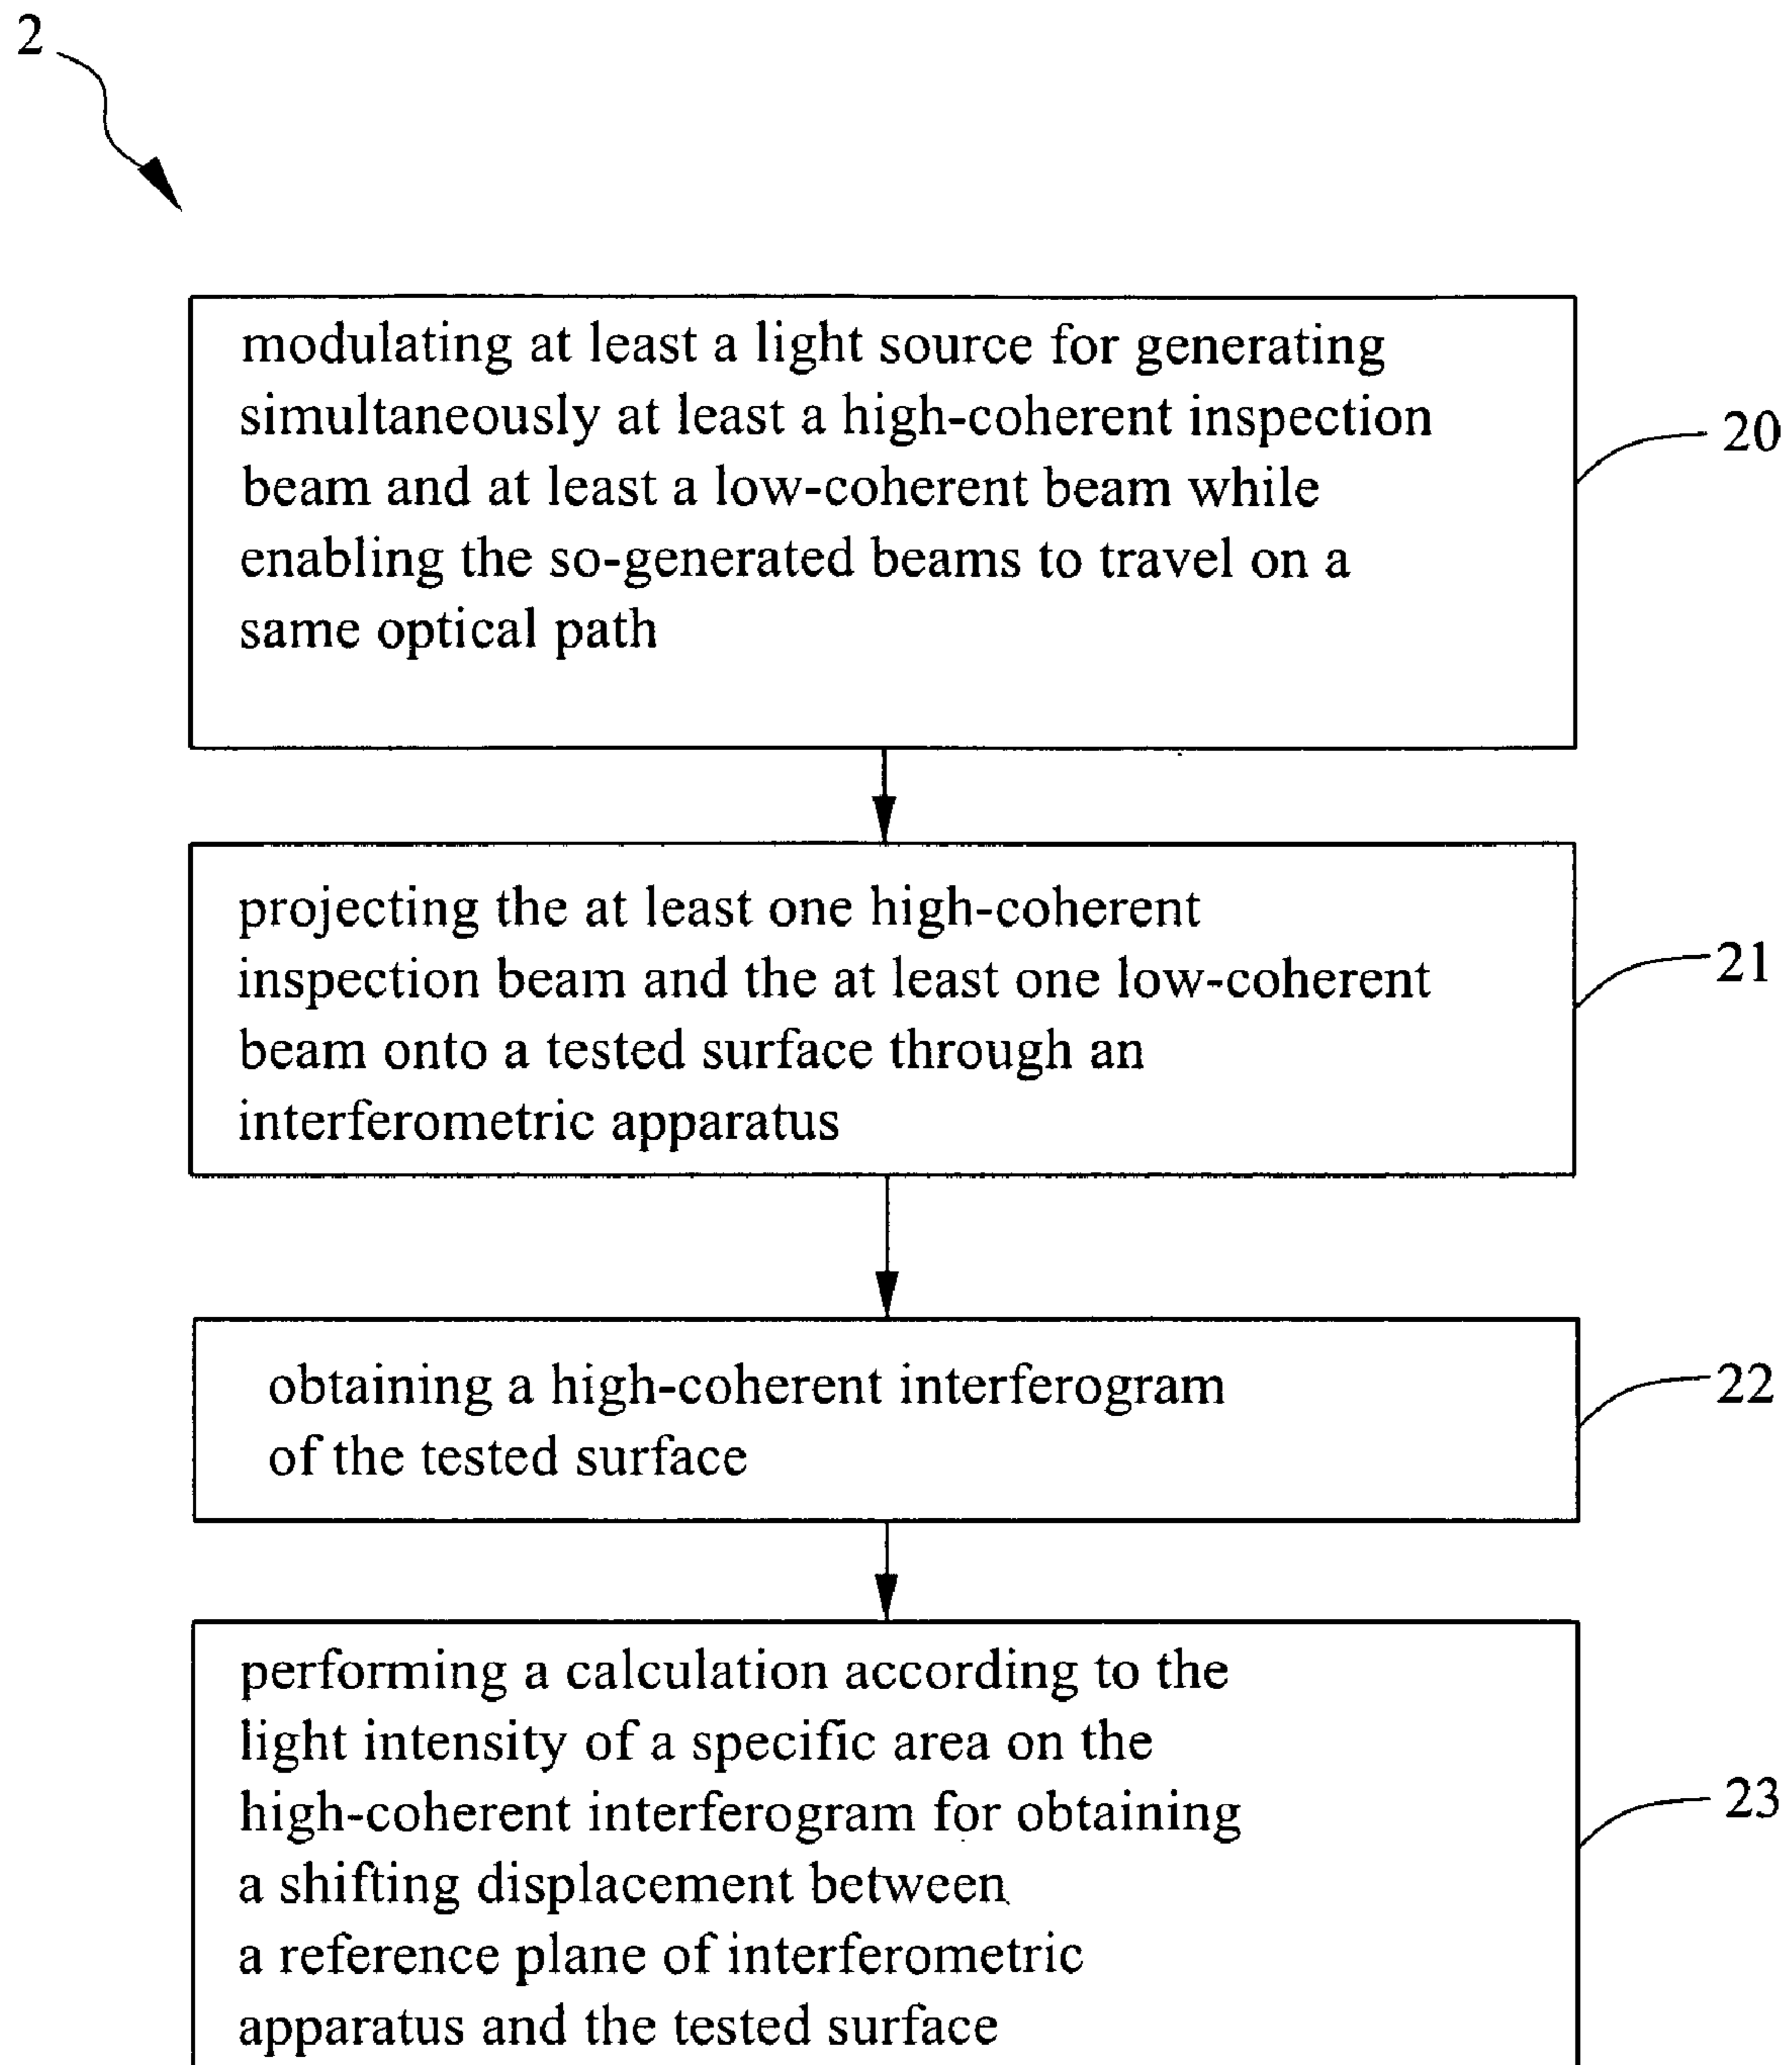 2
modulating at least a light source for generating
simultaneously at least a high-coherent inspection
beam and at least a low-coherent beam while
enabling the so-generated beams to travel on a
same optical path
20
projecting the at least one high-coherent
inspection beam and the at least one low-coherent
beam onto a tested surface through an
interferometric apparatus
21
obtaining a high-coherent interferogram
of the tested surface
22
performing a calculation according to the
light intensity of a specific area on the
high-coherent interferogram for obtaining
a shifting displacement between
a reference plane of interferometric
apparatus and the tested surface
23